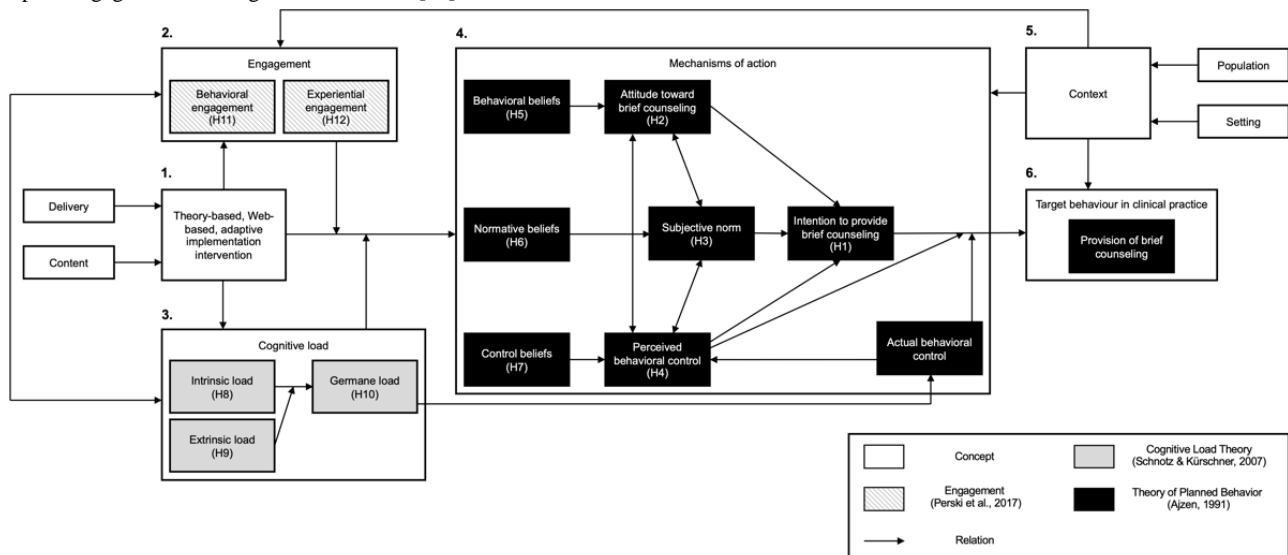 2.
Engagement
Behavioral
engagement
(H11)
Experiential
engagement
(H12)
1.
Delivery
Content
Theory-based, Web-
based, adaptive
implementation
intervention
3.
Cognitive load
Intrinsic load
(H8)
Germane load
(H10)
Extrinsic load
(H9)
4.
Mechanisms of action
Behavioral beliefs
(H5)
Attitude toward
brief counseling
(H2)
Normative beliefs
(H6)
Subjective norm
(H3)
Intention to provide
brief counseling
(H1)
Control beliefs
(H7)
Perceived
behavioral control
(H4)
Actual behavioral
control
5.
Context
Population
Setting
6.
Target behaviour in clinical practice
Provision of brief
counseling
Concept
Cognitive Load Theory
(Schnotz & Kürschner, 2007)
Engagement
(Perski et al., 2017)
Theory of Planned Behavior
(Ajzen, 1991)
Relation